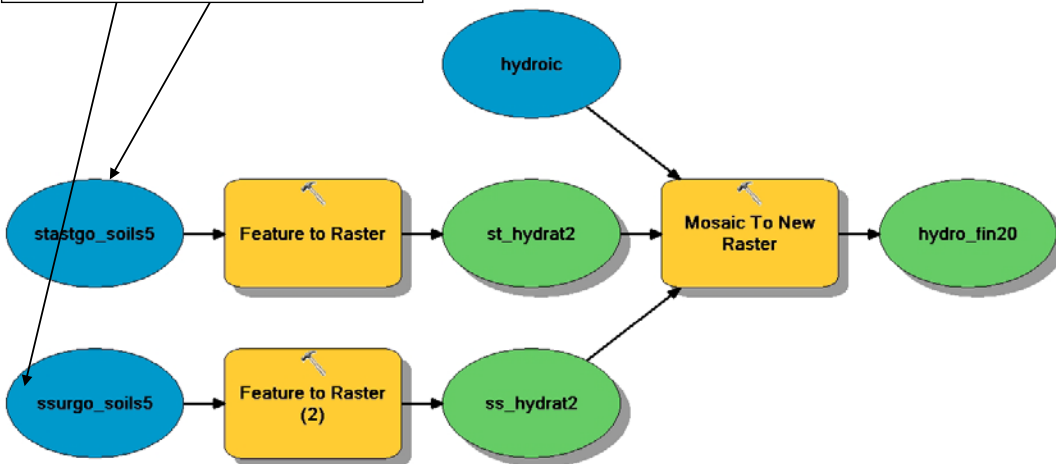 hydroic
stastgo_soils5
Feature to Raster
st_hydrat2
Mosaic To New
Raster
hydro_fin20
ssurgo_soils5
Feature to Raster
(2)
ss_hydrat2